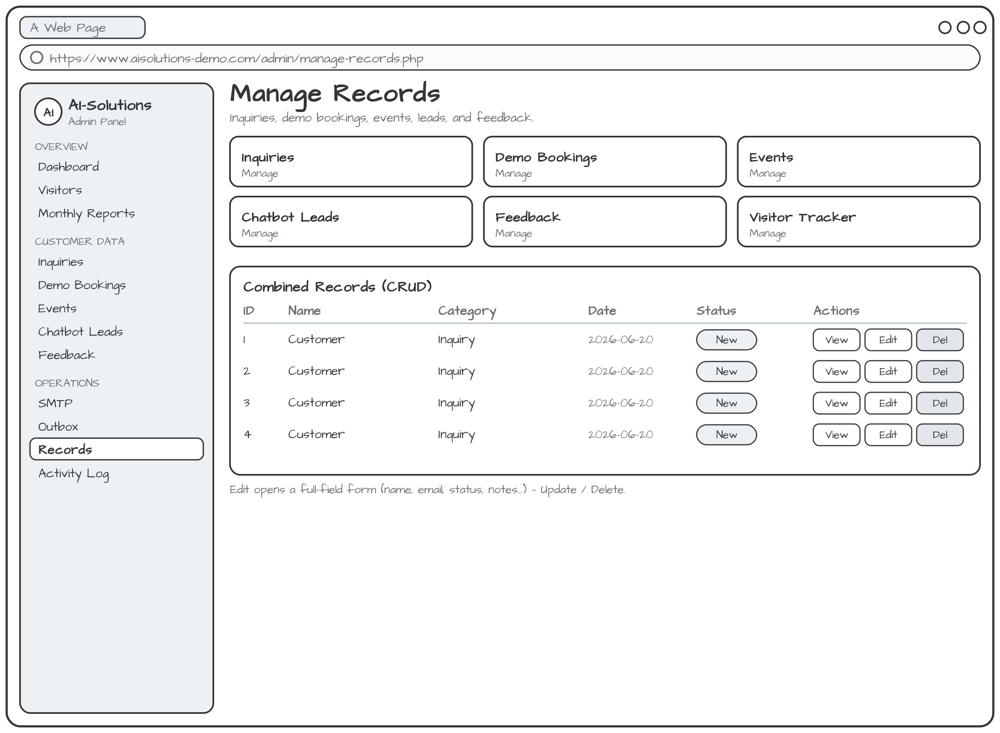 A Web Page
https://www.aisolutions-demo.com/admin/manage-records.php
AI
AI-Solutions
Admin Panel
OVERVIEW
Dashboard
Visitors
Monthly Reports
CUSTOMER DATA
Inquiries
Demo Bookings
Events
Chatbot Leads
Feedback
OPERATIONS
SMTP
Outbox
Records
Activity Log
Manage Records
Inquiries, demo bookings, events, leads, and feedback.
Inquiries
Manage
Demo Bookings
Manage
Events
Manage
Chatbot Leads
Manage
Feedback
Manage
Visitor Tracker
Manage
Combined Records (CRUD)
ID Name Category Date Status Actions
1 Customer Inquiry 2026-06-20 New View Edit Del
2 Customer Inquiry 2026-06-20 New View Edit Del
3 Customer Inquiry 2026-06-20 New View Edit Del
4 Customer Inquiry 2026-06-20 New View Edit Del
Edit opens a full-field form (name, email, status, notes...) - Update / Delete.